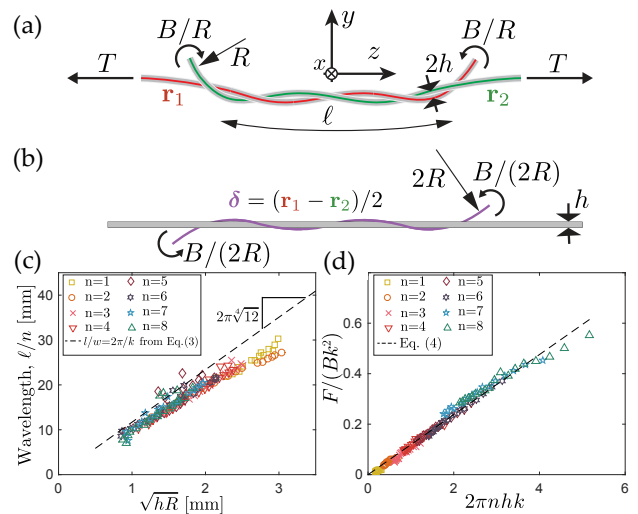 (a)
B/R
R
y
x
z
2h
B/R
T
T
r₁
r₂
ℓ
(b)
δ = (r₁ − r₂)/2
2R
B/(2R)
h
B/(2R)
(c)
Wavelength, ℓ/n [mm]
40
30
20
10
0
n=1
n=2
n=3
n=4
n=5
n=6
n=7
n=8
l/w=2π/k from Eq.(3)
2π∜12
0
1
2
3
√hR [mm]
(d)
F/(Bk²)
0.6
0.4
0.2
0
n=1
n=2
n=3
n=4
n=5
n=6
n=7
n=8
Eq. (4)
0
2
4
6
2πnhk